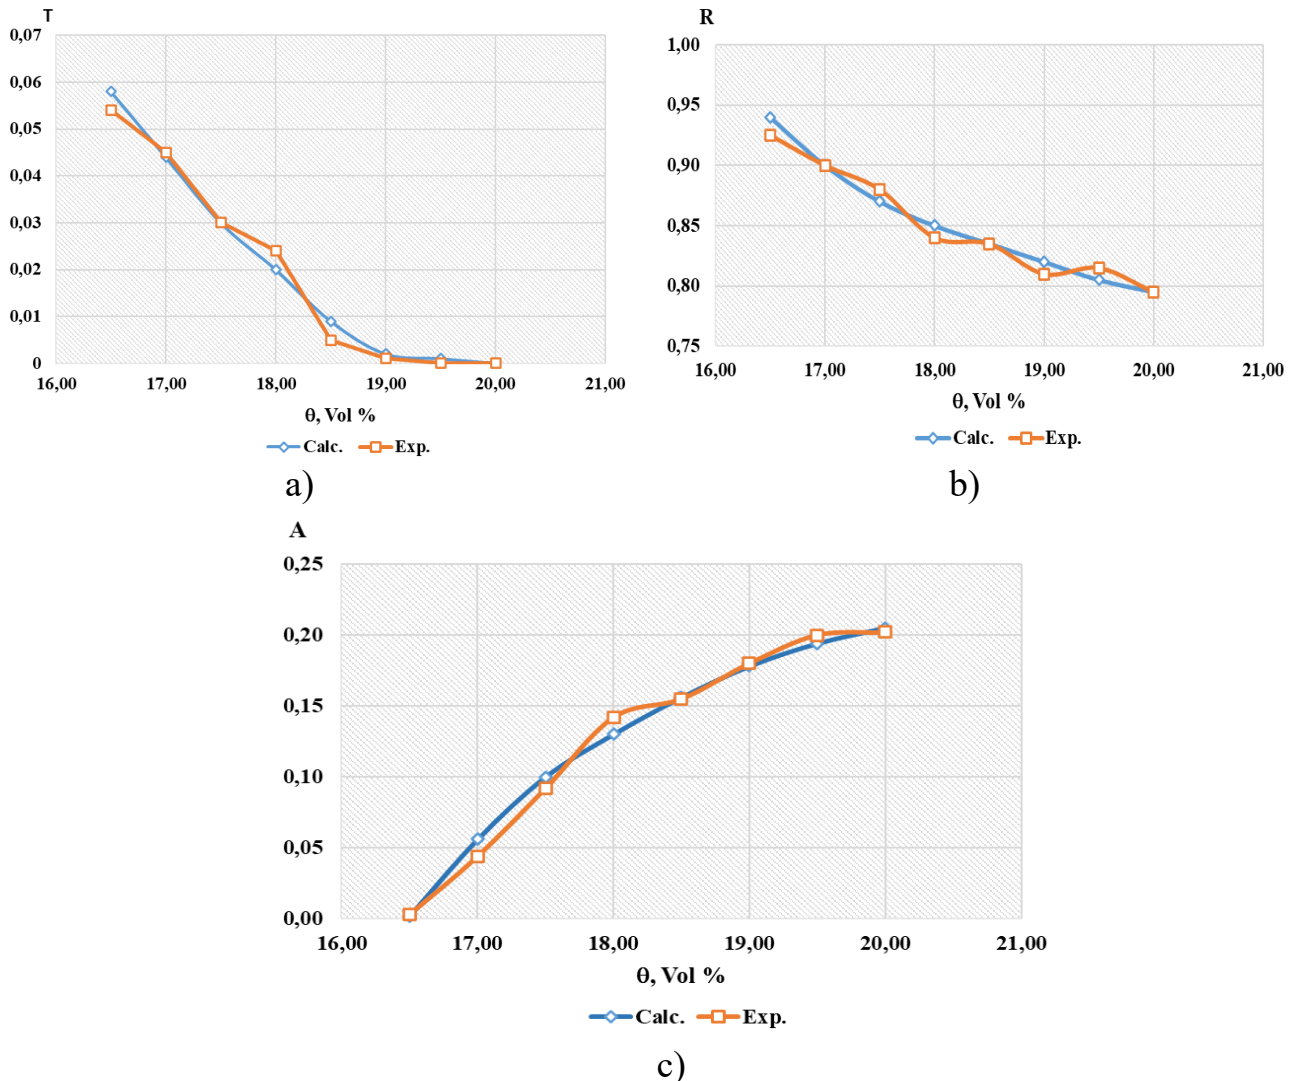 T
0,07
0,06
0,05
0,04
0,03
0,02
0,01
0
16,00 17,00 18,00 19,00 20,00 21,00
θ, Vol %
Calc. Exp.
a)
R
1,00
0,95
0,90
0,85
0,80
0,75
16,00 17,00 18,00 19,00 20,00 21,00
θ, Vol %
Calc. Exp.
b)
A
0,25
0,20
0,15
0,10
0,05
0,00
16,00 17,00 18,00 19,00 20,00 21,00
θ, Vol %
Calc. Exp.
c)